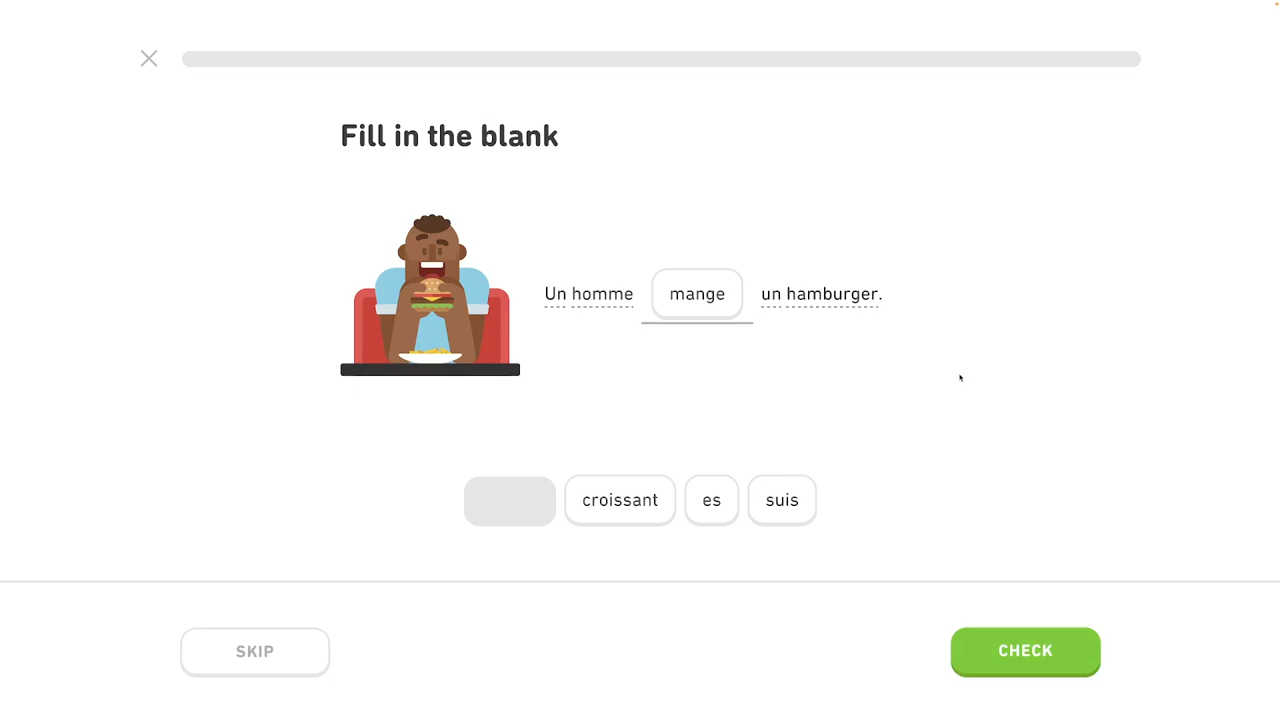 Fill in the blank
Un homme mange un hamburger.
croissant es suis
SKIP CHECK